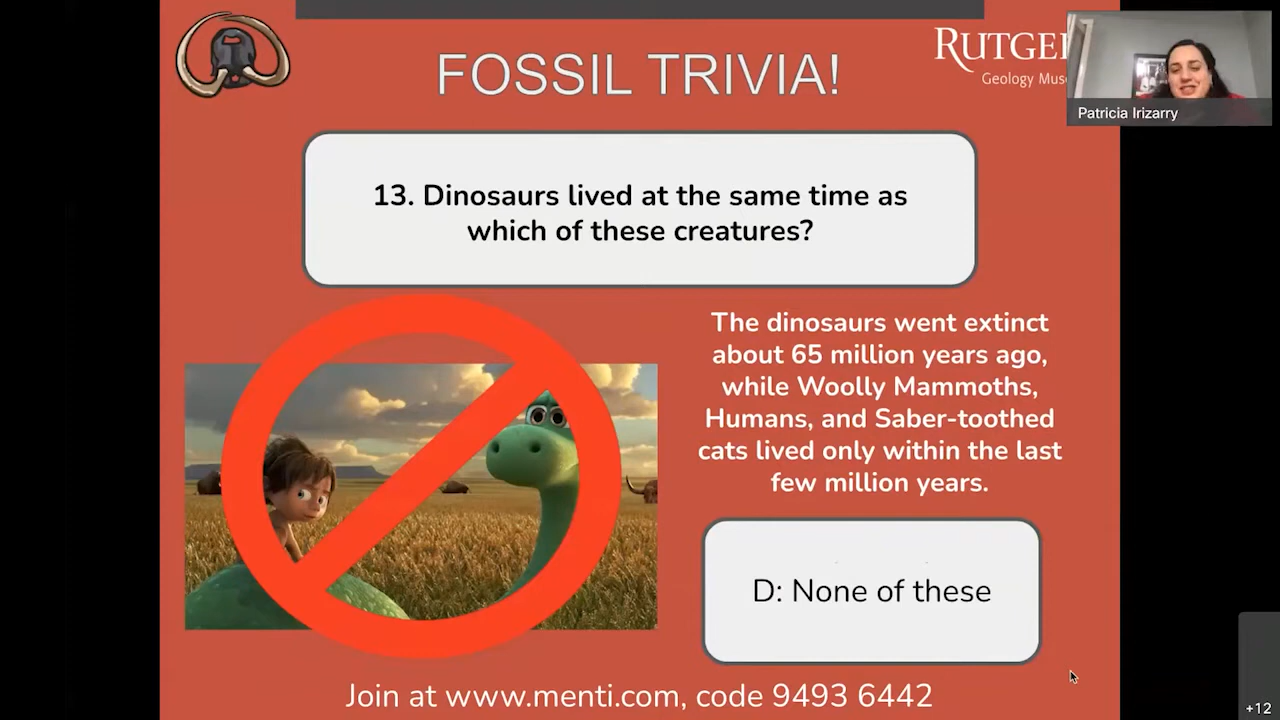 FOSSIL TRIVIA!
RUTGE
Geology Mus
Patricia Irizarry
13. Dinosaurs lived at the same time as
which of these creatures?
The dinosaurs went extinct
about 65 million years ago,
while Woolly Mammoths,
Humans, and Saber-toothed
cats lived only within the last
few million years.
D: None of these
Join at www.menti.com, code 9493 6442
+12